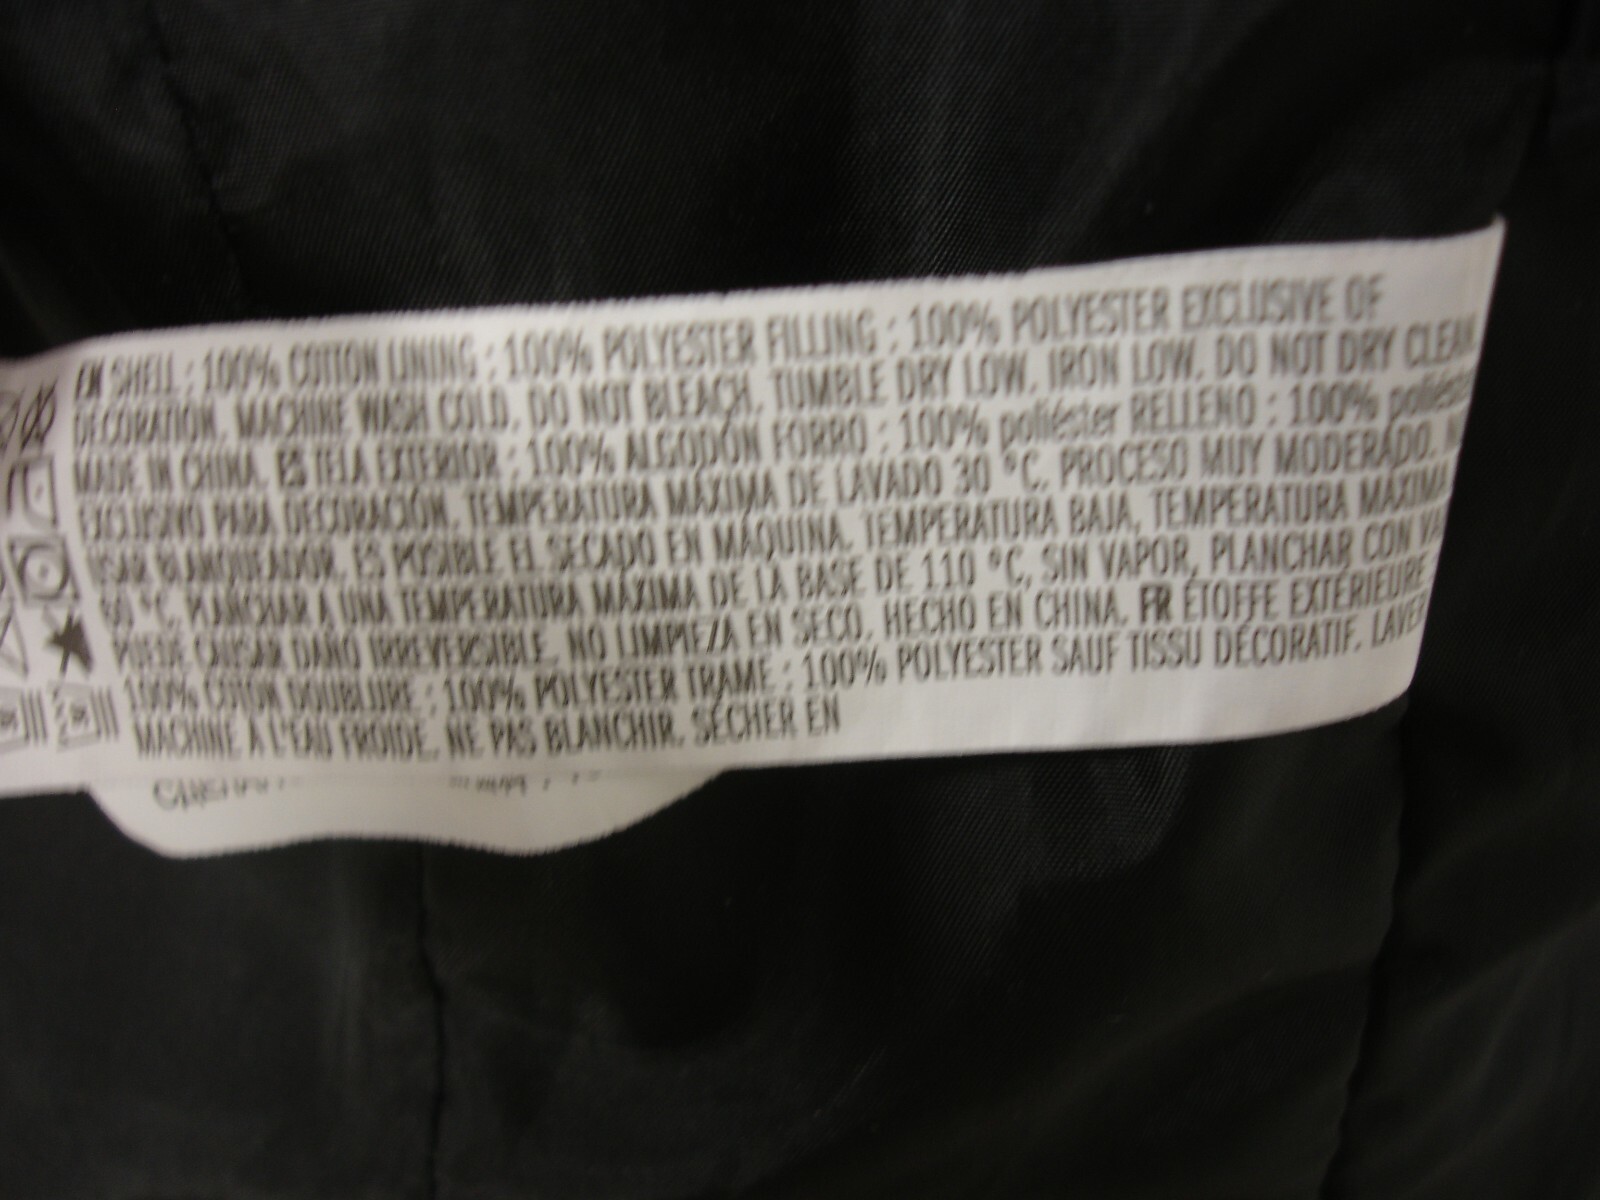 EN SHELL : 100% COTTON LINING : 100% POLYESTER FILLING : 100% POLYESTER EXCLUSIVE OF
DECORATION. MACHINE WASH COLD. DO NOT BLEACH. TUMBLE DRY LOW. IRON LOW. DO NOT DRY CLEAN
MADE IN CHINA. ES TELA EXTERIOR : 100% ALGODÓN FORRO : 100% poliéster RELLENO : 100%
EXCLUSIVO PARA DECORACIÓN. TEMPERATURA MÁXIMA DE LAVADO 30 °C. PROCESO MUY MODERADO.
USAR BLANQUEADOR. ES POSIBLE EL SECADO EN MÁQUINA. TEMPERATURA BAJA, TEMPERATURA MÁXIMA
60 °C. PLANCHAR A UNA TEMPERATURA MÁXIMA DE LA BASE DE 110 °C, SIN VAPOR, PLANCHAR CON
PUEDE CAUSAR DAÑO IRREVERSIBLE. NO LIMPIEZA EN SECO. HECHO EN CHINA. FR ÉTOFFE EXTÉRIEURE
100% COTON DOUBLURE : 100% POLYESTER TRAME : 100% POLYESTER SAUF TISSU DÉCORATIF. LAVER
MACHINE A L'EAU FROIDE. NE PAS BLANCHIR. SÉCHER EN